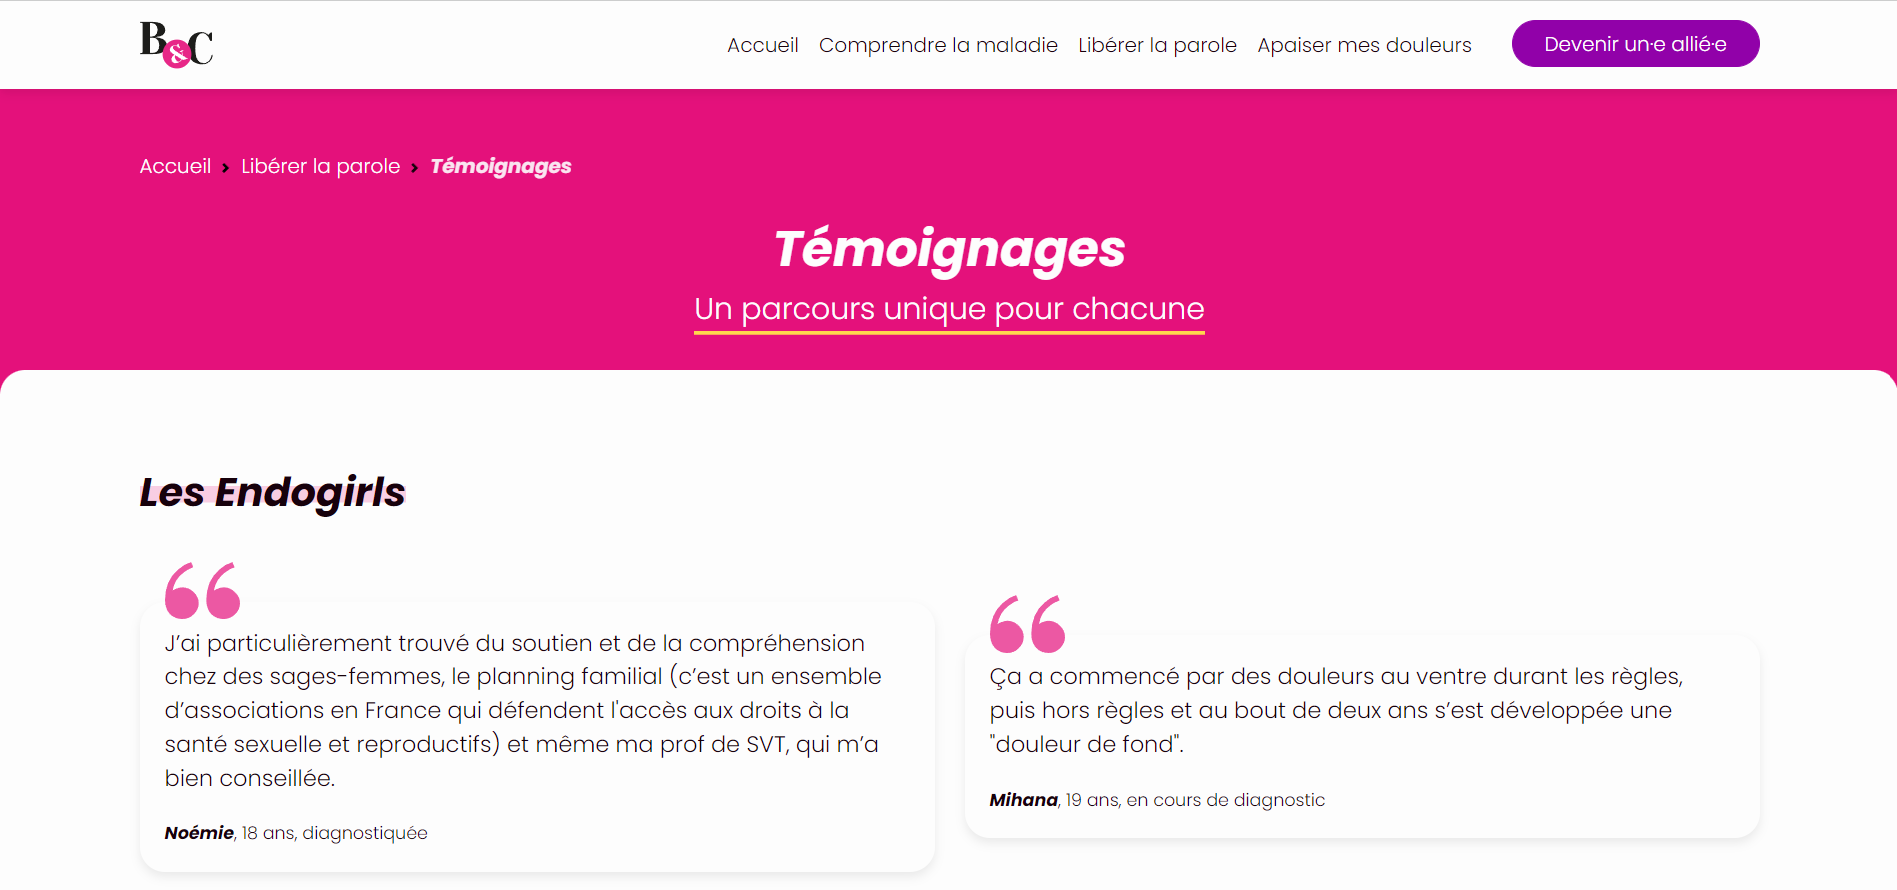 B&C
Accueil
Comprendre la maladie
Libérer la parole
Apaiser mes douleurs
Devenir un·e allié·e
Accueil › Libérer la parole › Témoignages
Témoignages
Un parcours unique pour chacune
Les Endogirls
J’ai particulièrement trouvé du soutien et de la compréhension
chez des sages-femmes, le planning familial (c’est un ensemble
d’associations en France qui défendent l'accès aux droits à la
santé sexuelle et reproductifs) et même ma prof de SVT, qui m’a
bien conseillée.
Noémie, 18 ans, diagnostiquée
Ça a commencé par des douleurs au ventre durant les règles,
puis hors règles et au bout de deux ans s’est développée une
"douleur de fond".
Mihana, 19 ans, en cours de diagnostic